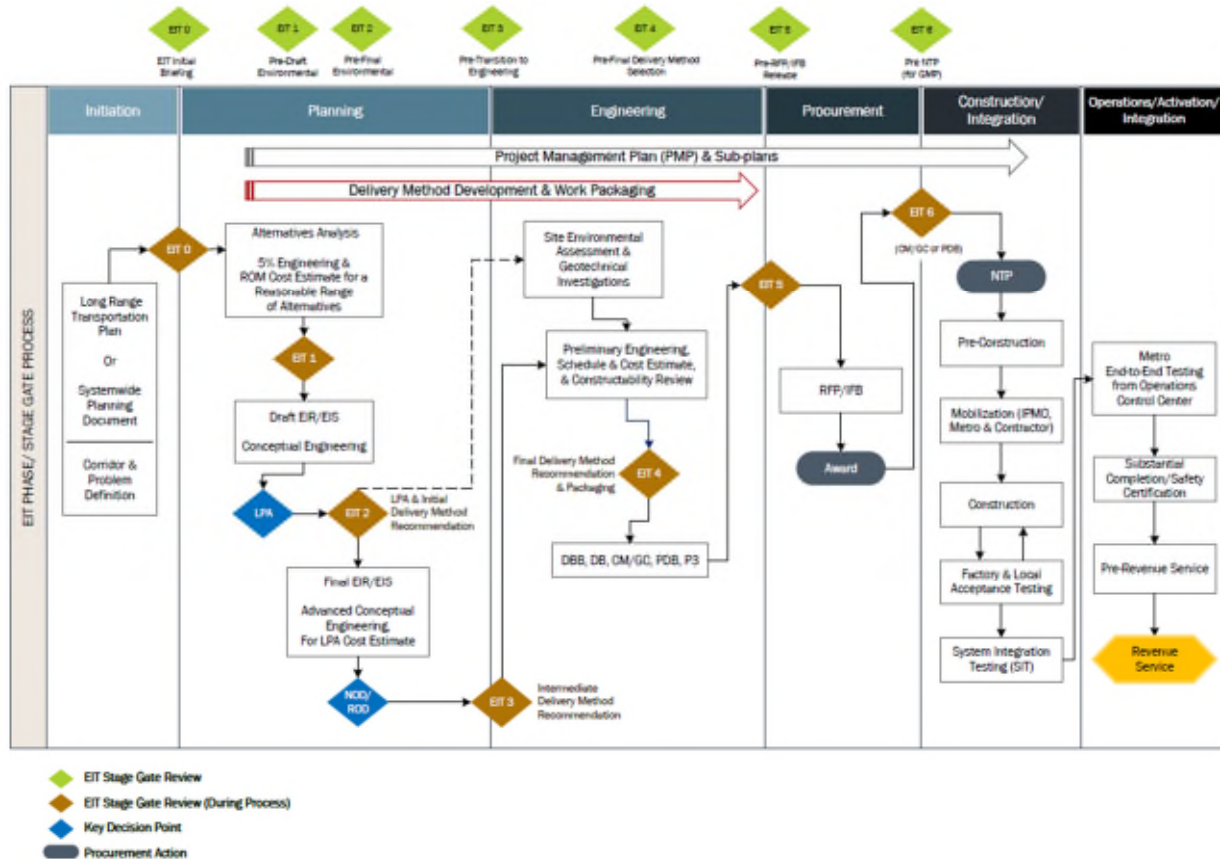 EIT 0
EIT 1
EIT 2
EIT 3
EIT 4
EIT 5
EIT 6
EIT Initial
Briefing
Pre-Draft
Environmental
Pre-Final
Environmental
Pre-Transition to
Engineering
Pre-Final Delivery Method
Selection
Pre-RFP/IFB
Release
Pre-NTP
(for GMP)
EIT PHASE/ STAGE GATE PROCESS
Initiation
Planning
Engineering
Procurement
Construction/
Integration
Operations/Activation/
Integration
Project Management Plan (PMP) & Sub-plans
Delivery Method Development & Work Packaging
Long Range
Transportation
Plan
Or
Systemwide
Planning
Document
Corridor &
Problem
Definition
EIT 0
Alternatives Analysis
5% Engineering &
ROM Cost Estimate for a
Reasonable Range
of Alternatives
EIT 1
Draft EIR/EIS
Conceptual Engineering
LPA
EIT 2
LPA & Initial
Delivery Method
Recommendation
Final EIR/EIS
Advanced Conceptual
Engineering,
For LPA Cost Estimate
NOD/
ROD
EIT 3
Intermediate
Delivery Method
Recommendation
Site Environmental
Assessment &
Geotechnical
Investigations
Preliminary Engineering,
Schedule & Cost Estimate,
& Constructability Review
Final Delivery Method
Recommendation
& Packaging
EIT 4
DBB, DB, CM/GC, PDB, P3
EIT 5
RFP/IFB
Award
EIT 6
(CM/GC or PDB)
NTP
Pre-Construction
Mobilization (IPMO,
Metro & Contractor)
Construction
Factory & Local
Acceptance Testing
System Integration
Testing (SIT)
Metro
End-to-End Testing
from Operations
Control Center
Substantial
Completion/Safety
Certification
Pre-Revenue Service
Revenue
Service
EIT Stage Gate Review
EIT Stage Gate Review (During Process)
Key Decision Point
Procurement Action